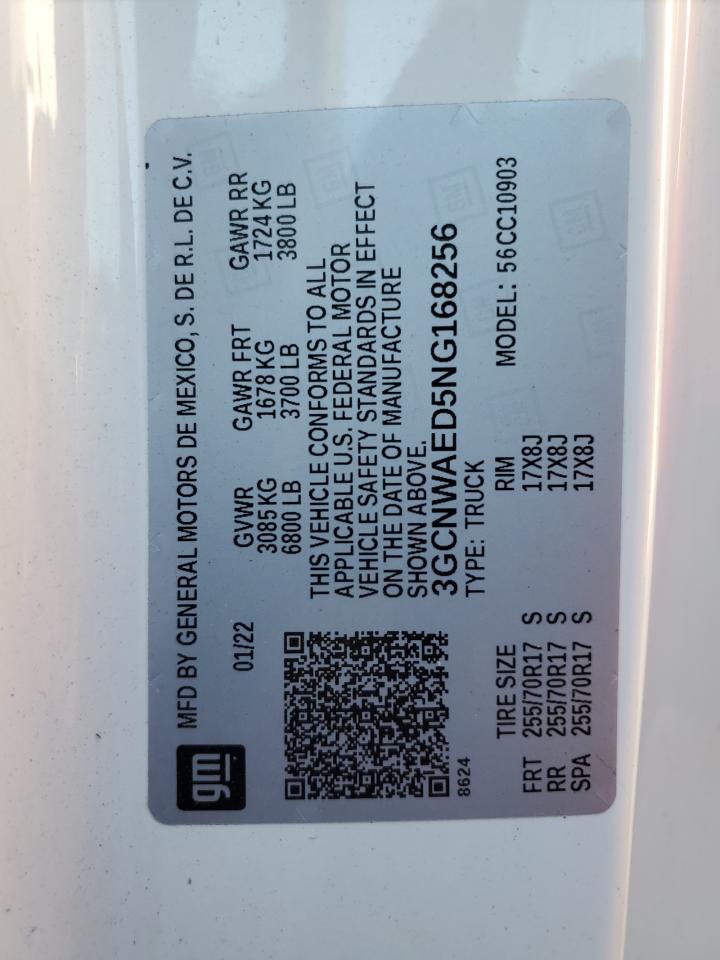 gm
MFD BY GENERAL MOTORS DE MEXICO, S. DE R.L. DE C.V.
01/22
GVWR GAWR FRT GAWR RR
3085 KG 1678 KG 1724 KG
6800 LB 3700 LB 3800 LB
THIS VEHICLE CONFORMS TO ALL
APPLICABLE U.S. FEDERAL MOTOR
VEHICLE SAFETY STANDARDS IN EFFECT
ON THE DATE OF MANUFACTURE
SHOWN ABOVE.
3GCNWAED5NG168256
8624
TYPE: TRUCK MODEL: 56CC10903
TIRE SIZE RIM
FRT 255/70R17 S 17X8J
RR 255/70R17 S 17X8J
SPA 255/70R17 S 17X8J